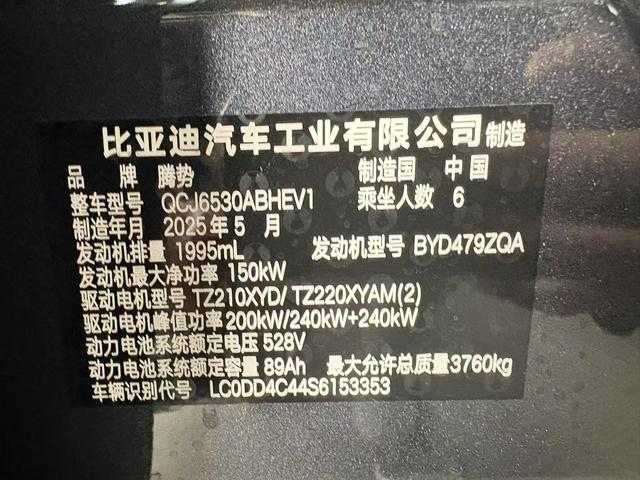 比亚迪汽车工业有限公司制造
品 牌 腾势 制造国 中国
整车型号 QCJ6530ABHEV1 乘坐人数 6
制造年月 2025年5月
发动机排量 1995mL 发动机型号 BYD479ZQA
发动机最大净功率 150kW
驱动电机型号 TZ210XYD/TZ220XYAM(2)
驱动电机峰值功率 200kW/240kW+240kW
动力电池系统额定电压 528V
动力电池系统额定容量 89Ah 最大允许总质量3760kg
车辆识别代号 LC0DD4C44S6153353